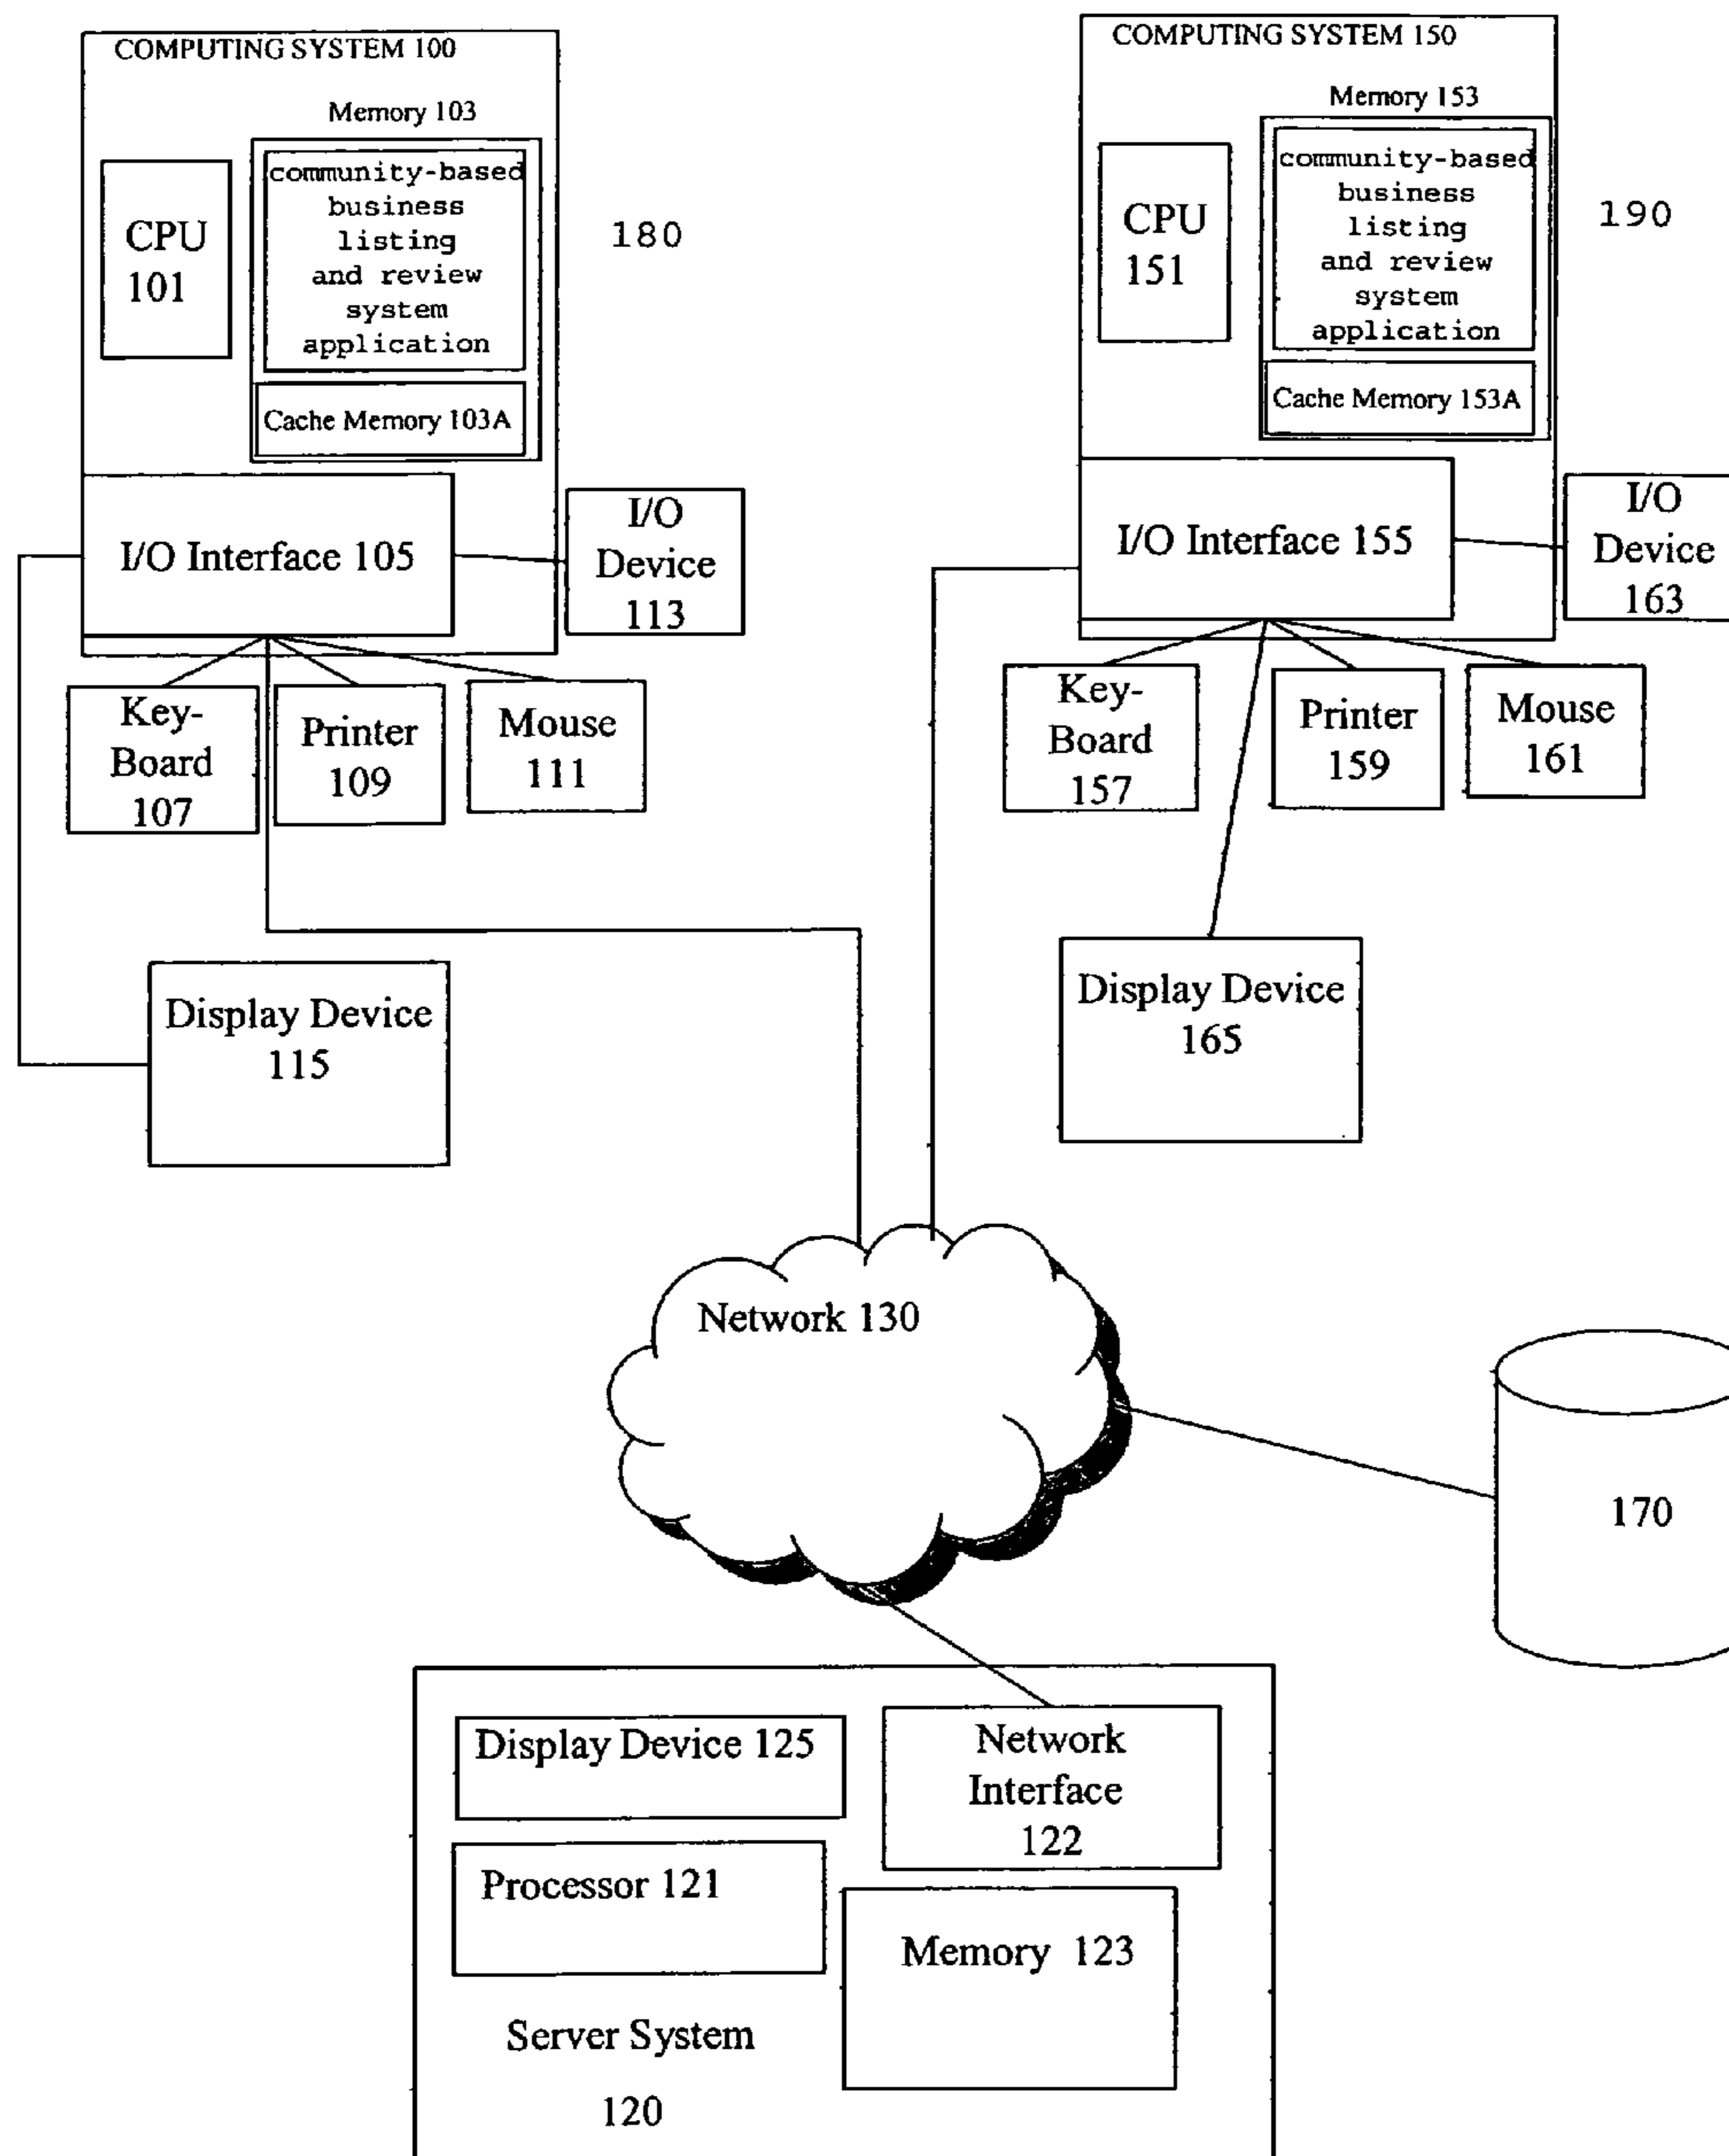 COMPUTING SYSTEM 100
Memory 103
CPU
101
community-based
business
listing
and review
system
application
180
Cache Memory 103A
I/O Interface 105
I/O
Device
113
Key-
Board
107
Printer
109
Mouse
111
Display Device
115
COMPUTING SYSTEM 150
Memory 153
CPU
151
community-based
business
listing
and review
system
application
190
Cache Memory 153A
I/O Interface 155
I/O
Device
163
Key-
Board
157
Printer
159
Mouse
161
Display Device
165
Network 130
170
Display Device 125
Network
Interface
122
Processor 121
Memory 123
Server System
120